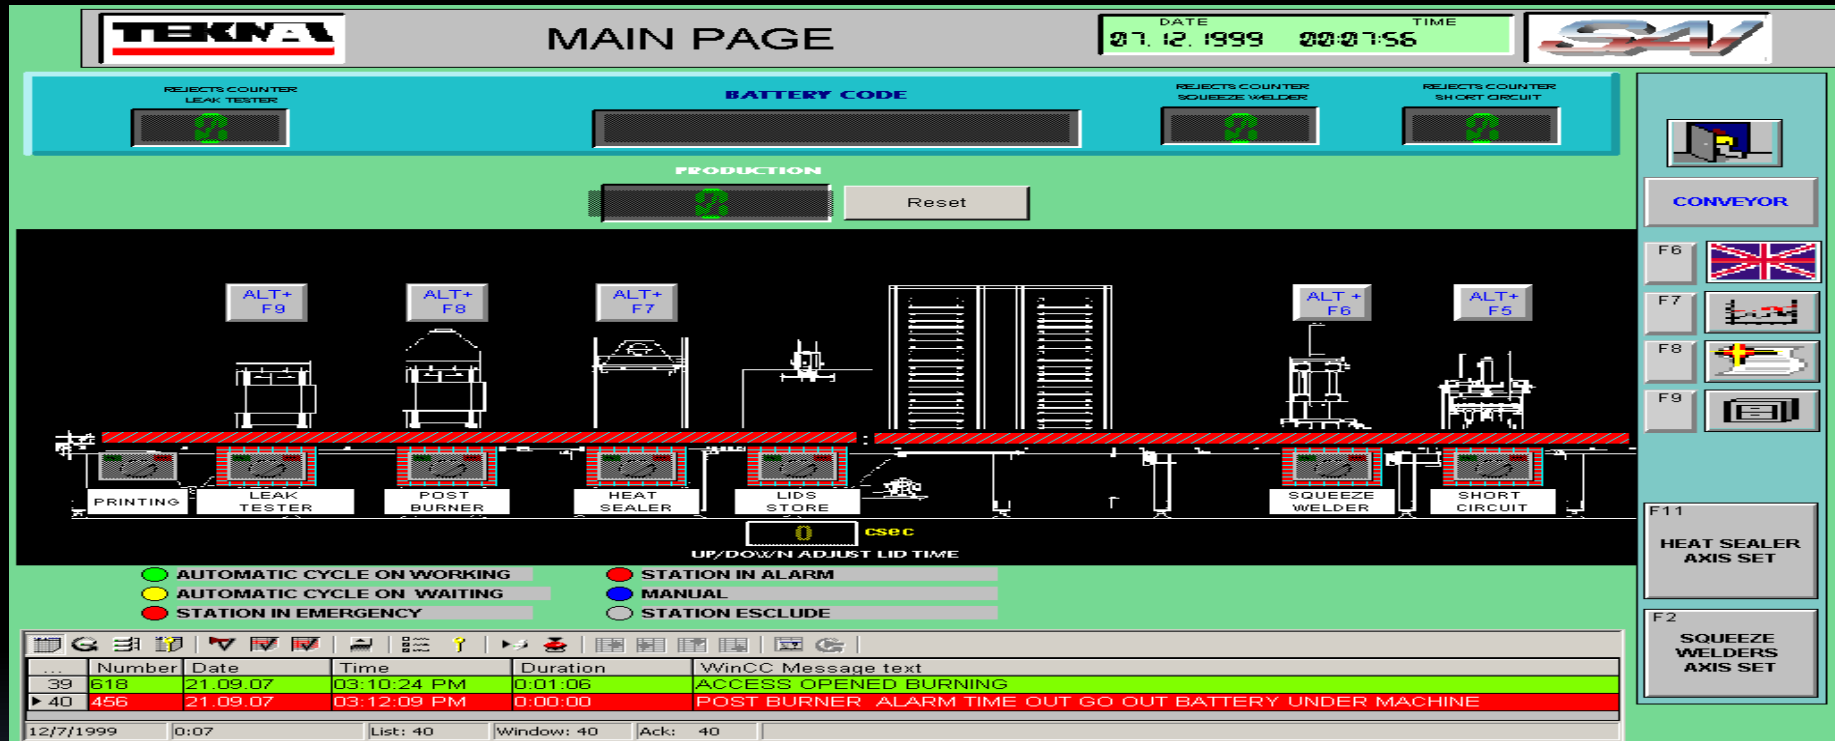 TEKNA
MAIN PAGE
DATE TIME
07.12.1999 00:07:56
SAV
REJECTS COUNTER
LEAK TESTER
BATTERY CODE
REJECTS COUNTER
SQUEEZE WELDER
REJECTS COUNTER
SHORT CIRCUIT
PRODUCTION
Reset
CONVEYOR
F6
F7
F8
F9
ALT+
F9
ALT+
F8
ALT+
F7
ALT +
F6
ALT+
F5
PRINTING
LEAK
TESTER
POST
BURNER
HEAT
SEALER
LIDS
STORE
SQUEEZE
WELDER
SHORT
CIRCUIT
0 csec
UP/DOWN ADJUST LID TIME
F11
HEAT SEALER
AXIS SET
F2
SQUEEZE
WELDERS
AXIS SET
AUTOMATIC CYCLE ON WORKING
STATION IN ALARM
AUTOMATIC CYCLE ON WAITING
MANUAL
STATION IN EMERGENCY
STATION ESCLUDE
... Number Date Time Duration WinCC Message text
39 618 21.09.07 03:10:24 PM 0:01:06 ACCESS OPENED BURNING
40 456 21.09.07 03:12:09 PM 0:00:00 POST BURNER ALARM TIME OUT GO OUT BATTERY UNDER MACHINE
12/7/1999 0:07 List: 40 Window: 40 Ack: 40